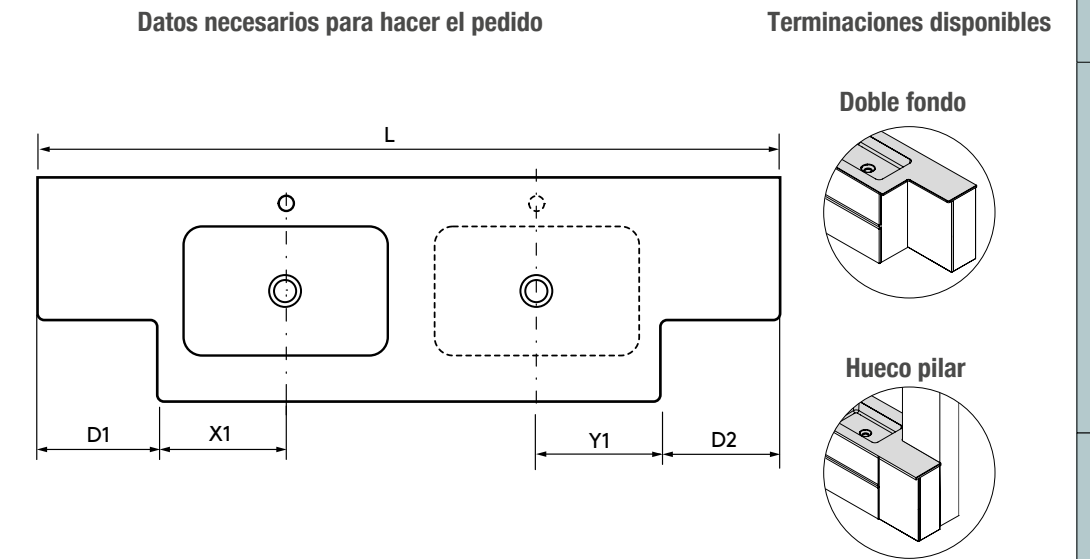 Datos necesarios para hacer el pedido
Terminaciones disponibles
Doble fondo
L
Hueco pilar
D1
X1
Y1
D2